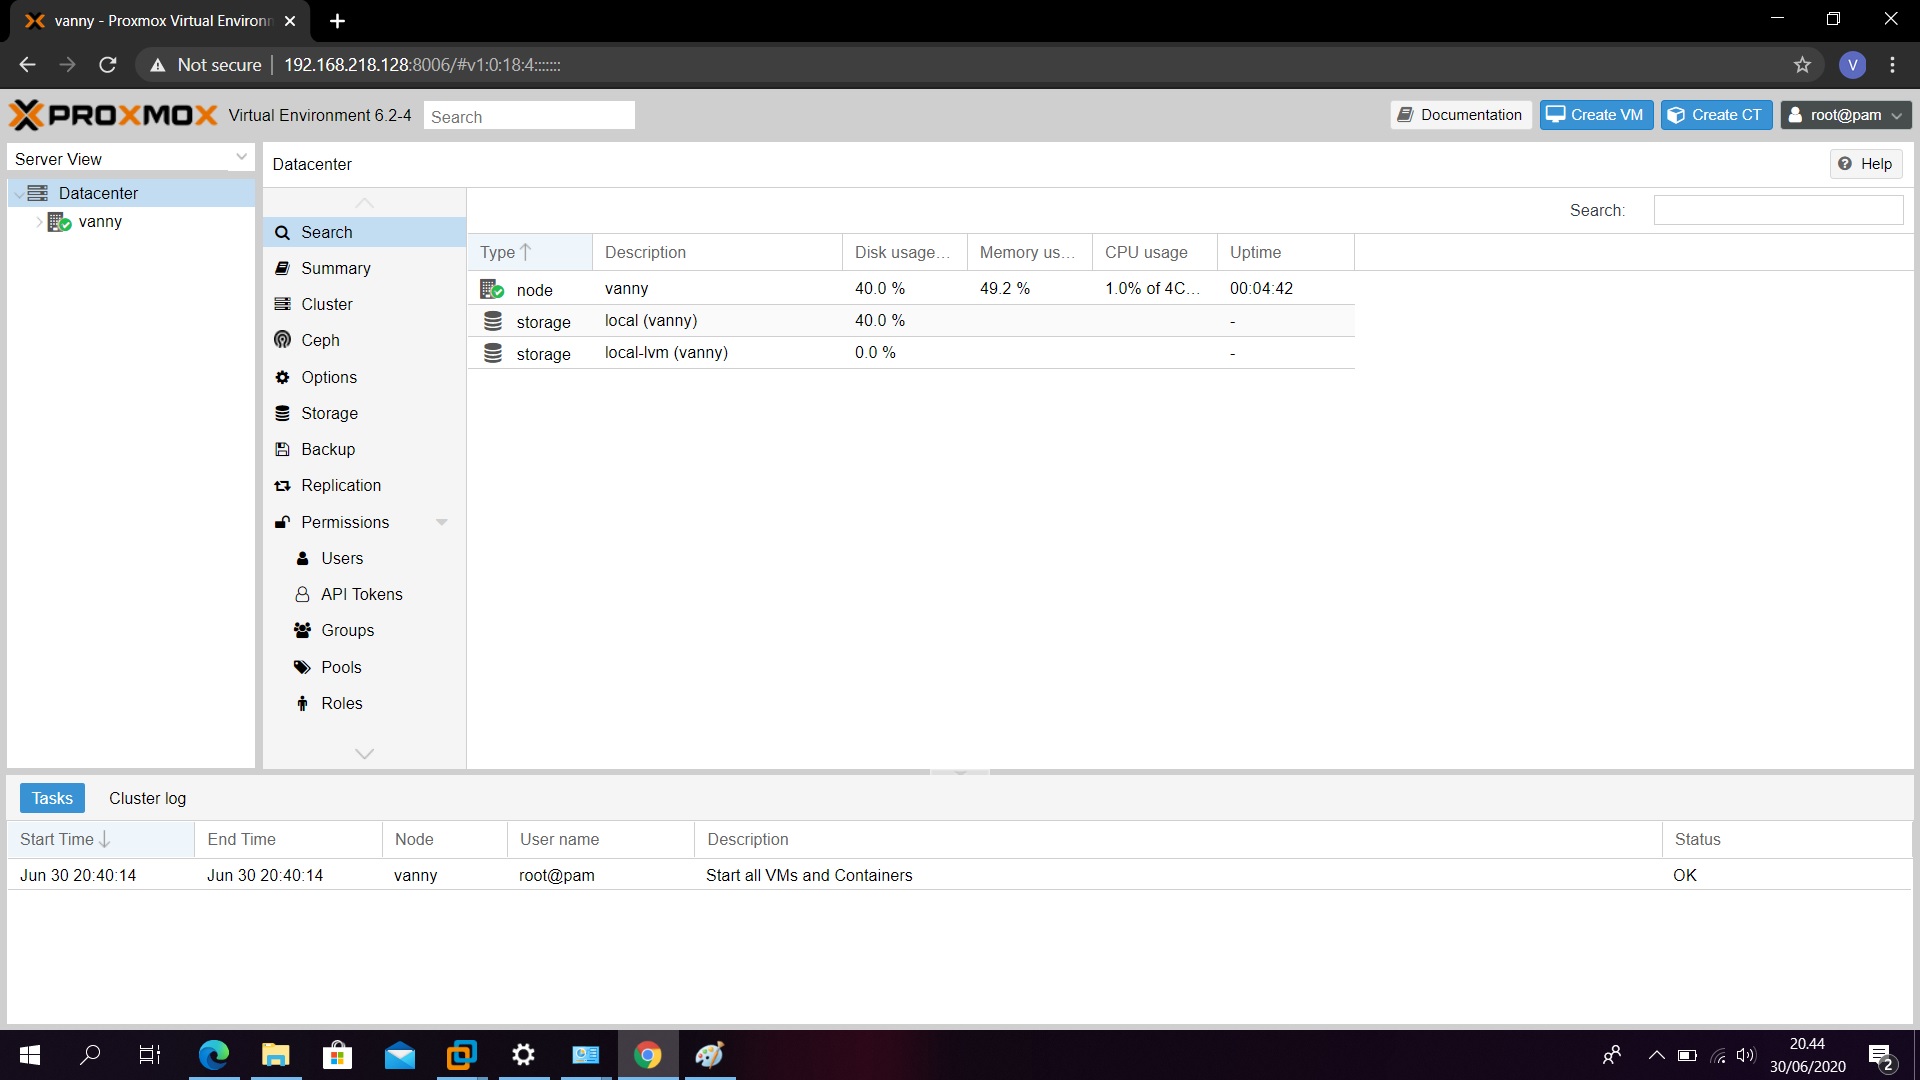 vanny - Proxmox Virtual Environn
Not secure
192.168.218.128:8006/#v1:0:18:4:::::::
V
PROXMOX
Virtual Environment 6.2-4
Search
Documentation
Create VM
Create CT
root@pam
Server View
Datacenter
Help
Datacenter
vanny
Search
Summary
Cluster
Ceph
Options
Storage
Backup
Replication
Permissions
Users
API Tokens
Groups
Pools
Roles
Search:
Type Description Disk usage... Memory us... CPU usage Uptime
node vanny 40.0 % 49.2 % 1.0% of 4C... 00:04:42
storage local (vanny) 40.0 % -
storage local-lvm (vanny) 0.0 % -
Tasks Cluster log
Start Time End Time Node User name Description Status
Jun 30 20:40:14 Jun 30 20:40:14 vanny root@pam Start all VMs and Containers OK
20.44
30/06/2020
2